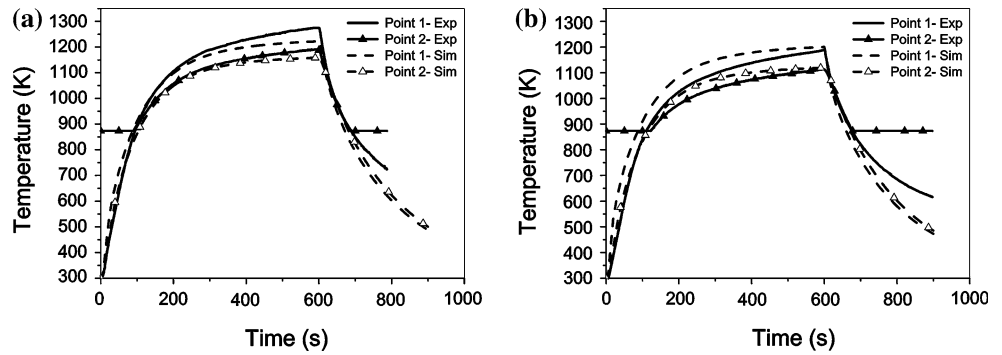 (a)
Temperature (K)
1300
1200
1100
1000
900
800
700
600
500
400
300
Point 1- Exp
Point 2- Exp
Point 1- Sim
Point 2- Sim
0
200
400
600
800
1000
Time (s)
(b)
Temperature (K)
1300
1200
1100
1000
900
800
700
600
500
400
300
Point 1- Exp
Point 2- Exp
Point 1- Sim
Point 2- Sim
0
200
400
600
800
1000
Time (s)